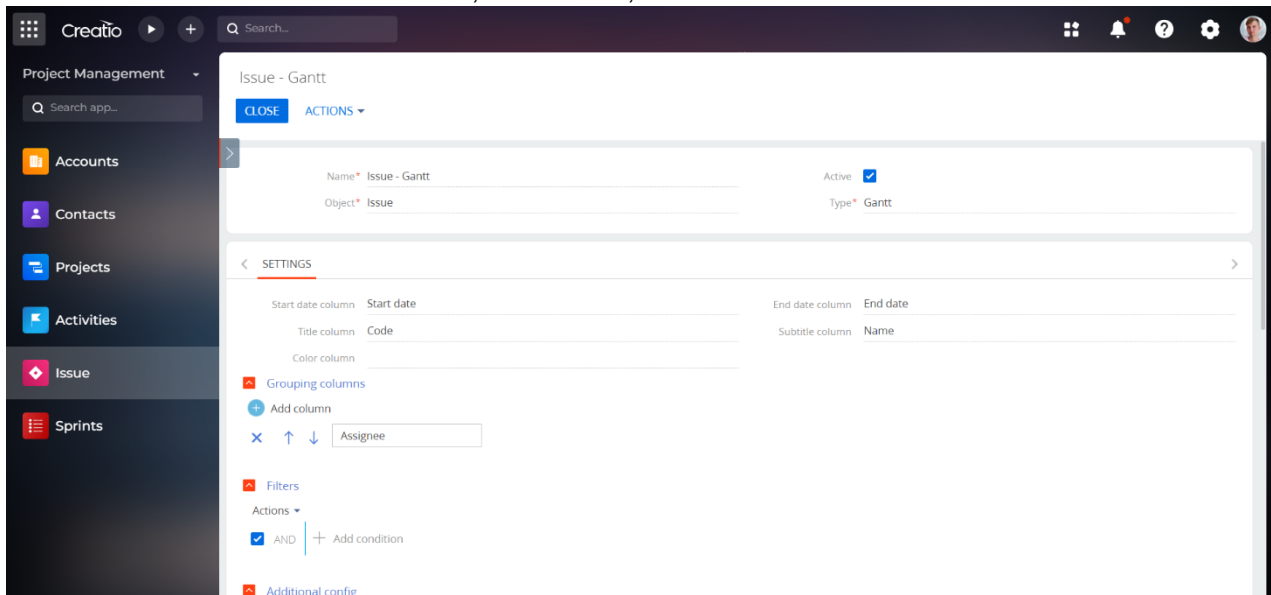 Creatio
Search...
Project Management
Search app...
Accounts
Contacts
Projects
Activities
Issue
Sprints
Issue - Gantt
CLOSE ACTIONS
Name* Issue - Gantt Active
Object* Issue Type* Gantt
SETTINGS
Start date column Start date End date column End date
Title column Code Subtitle column Name
Color column
Grouping columns
Add column
Assignee
Filters
Actions
AND Add condition
Additional config